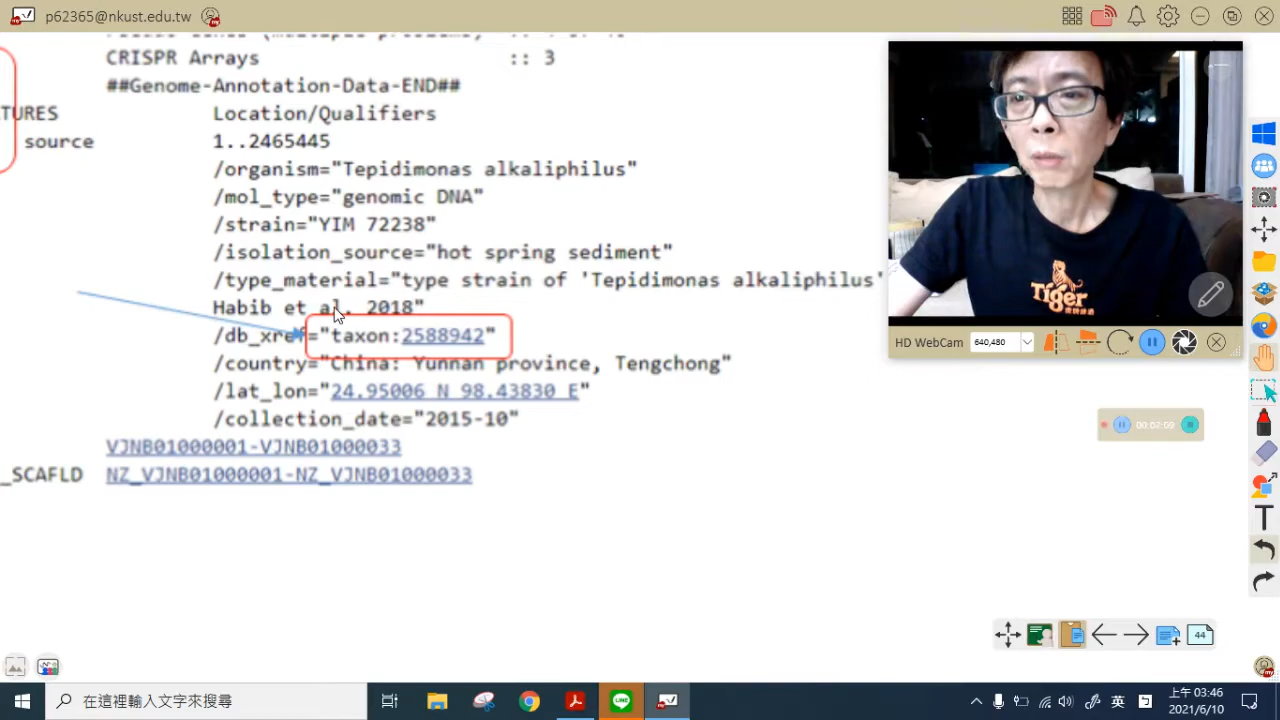 p62365@nkust.edu.tw
CRISPR Arrays :: 3
##Genome-Annotation-Data-END##
TURES Location/Qualifiers
source 1..2465445
/organism="Tepidimonas alkaliphilus"
/mol_type="genomic DNA"
/strain="YIM 72238"
/isolation_source="hot spring sediment"
/type_material="type strain of 'Tepidimonas alkaliphilus'
Habib et al. 2018"
/db_xref="taxon:2588942"
/country="China: Yunnan province, Tengchong"
/lat_lon="24.95006 N 98.43830 E"
/collection_date="2015-10"
VJNB01000001-VJNB01000033
_SCAFLD NZ_VJNB01000001-NZ_VJNB01000033
Tiger
HD WebCam 640,480
44
在這裡輸入文字來搜尋
LINE
英
上午 03:46
2021/6/10